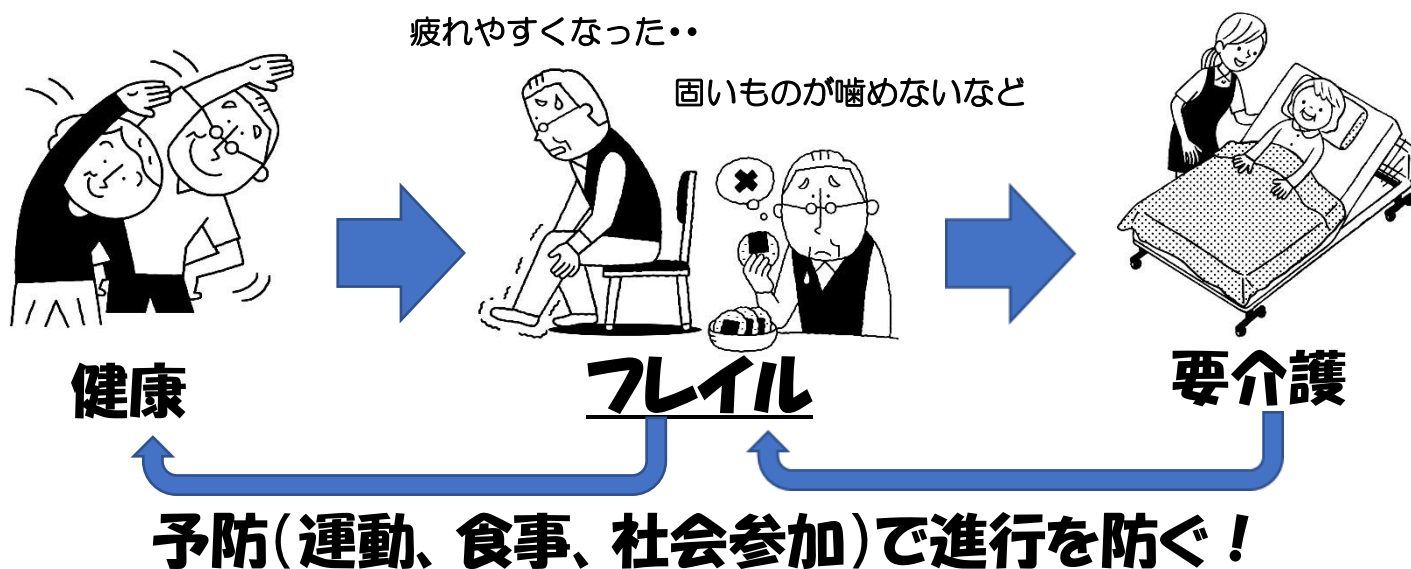 疲れやすくなった・・
固いものが噛めないなど
健康
フレイル
要介護
予防(運動、食事、社会参加)で進行を防ぐ!